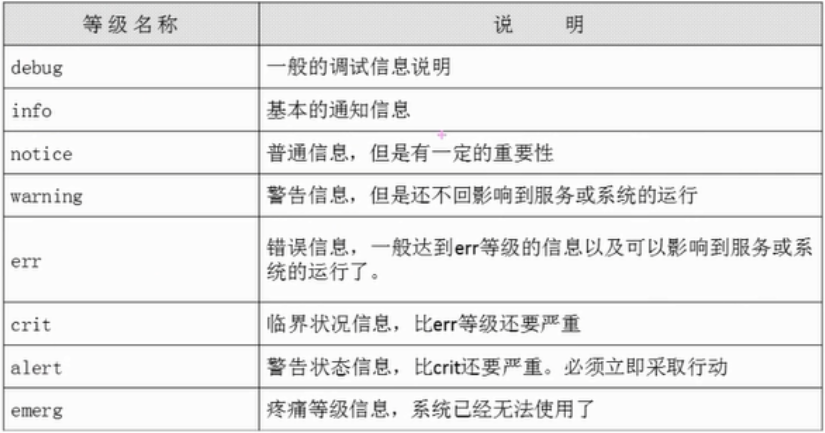 等级名称 说 明
debug 一般的调试信息说明
info 基本的通知信息
notice 普通信息，但是有一定的重要性
warning 警告信息，但是还不回影响到服务或系统的运行
err 错误信息，一般达到err等级的信息以及可以影响到服务或系
统的运行了。
crit 临界状况信息，比err等级还要严重
alert 警告状态信息，比crit还要严重。必须立即采取行动
emerg 疼痛等级信息，系统已经无法使用了